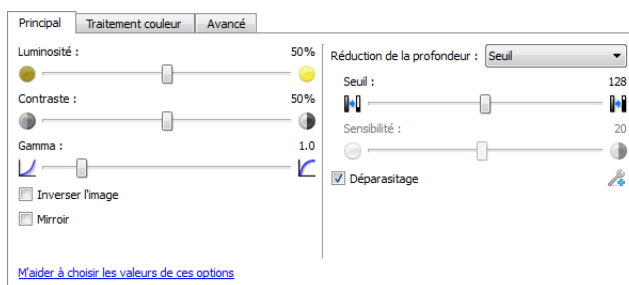 Principal Traitement couleur Avancé
Luminosité : 50%
Contraste : 50%
Gamma : 1.0
Inverser l'image
Mirroir
M'aider à choisir les valeurs de ces options
Réduction de la profondeur : Seuil
Seuil : 128
Sensibilité : 20
Déparasitage